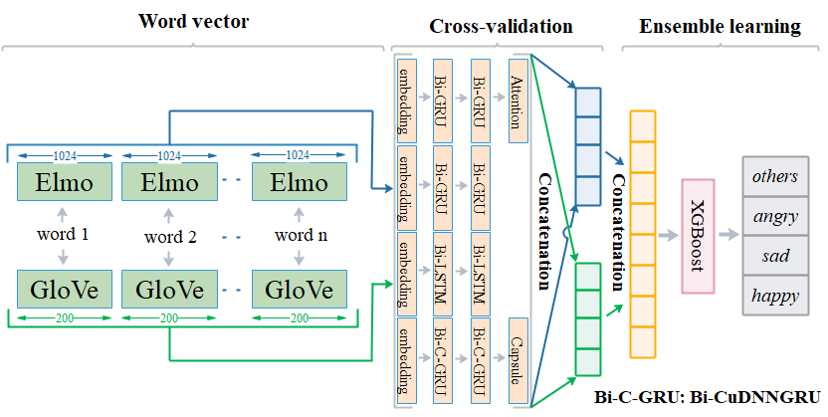 Word vector
Cross-validation
Ensemble learning
1024 1024 1024
Elmo Elmo - - Elmo
word 1 word 2 - - word n
GloVe GloVe - - GloVe
200 200 200
embedding Bi-GRU Bi-GRU Attention
embedding Bi-GRU Bi-GRU
embedding Bi-LSTM Bi-LSTM
embedding Bi-C-GRU Bi-C-GRU Capsule
Concatenation
Concatenation
XGBoost
others
angry
sad
happy
Bi-C-GRU: Bi-CuDNNGRU